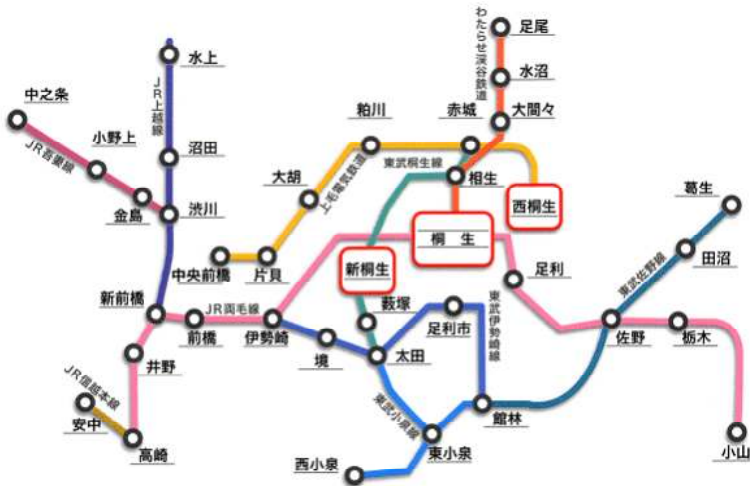 足尾
わたらせ渓谷鉄道
水上
水沼
JR上越線
中之条
粕川
赤城
大間々
小野上
沼田
JR吾妻線
東武桐生線
上毛電気鉄道
大胡
相生
葛生
金島
渋川
西桐生
桐 生
田沼
中央前橋
片貝
新桐生
足利
東武佐野線
新前橋
JR両毛線
藪塚
東武伊勢崎線
前橋
伊勢崎
足利市
佐野
栃木
井野
境
太田
JR信越本線
東武小泉線
安中
館林
高崎
東小泉
小山
西小泉